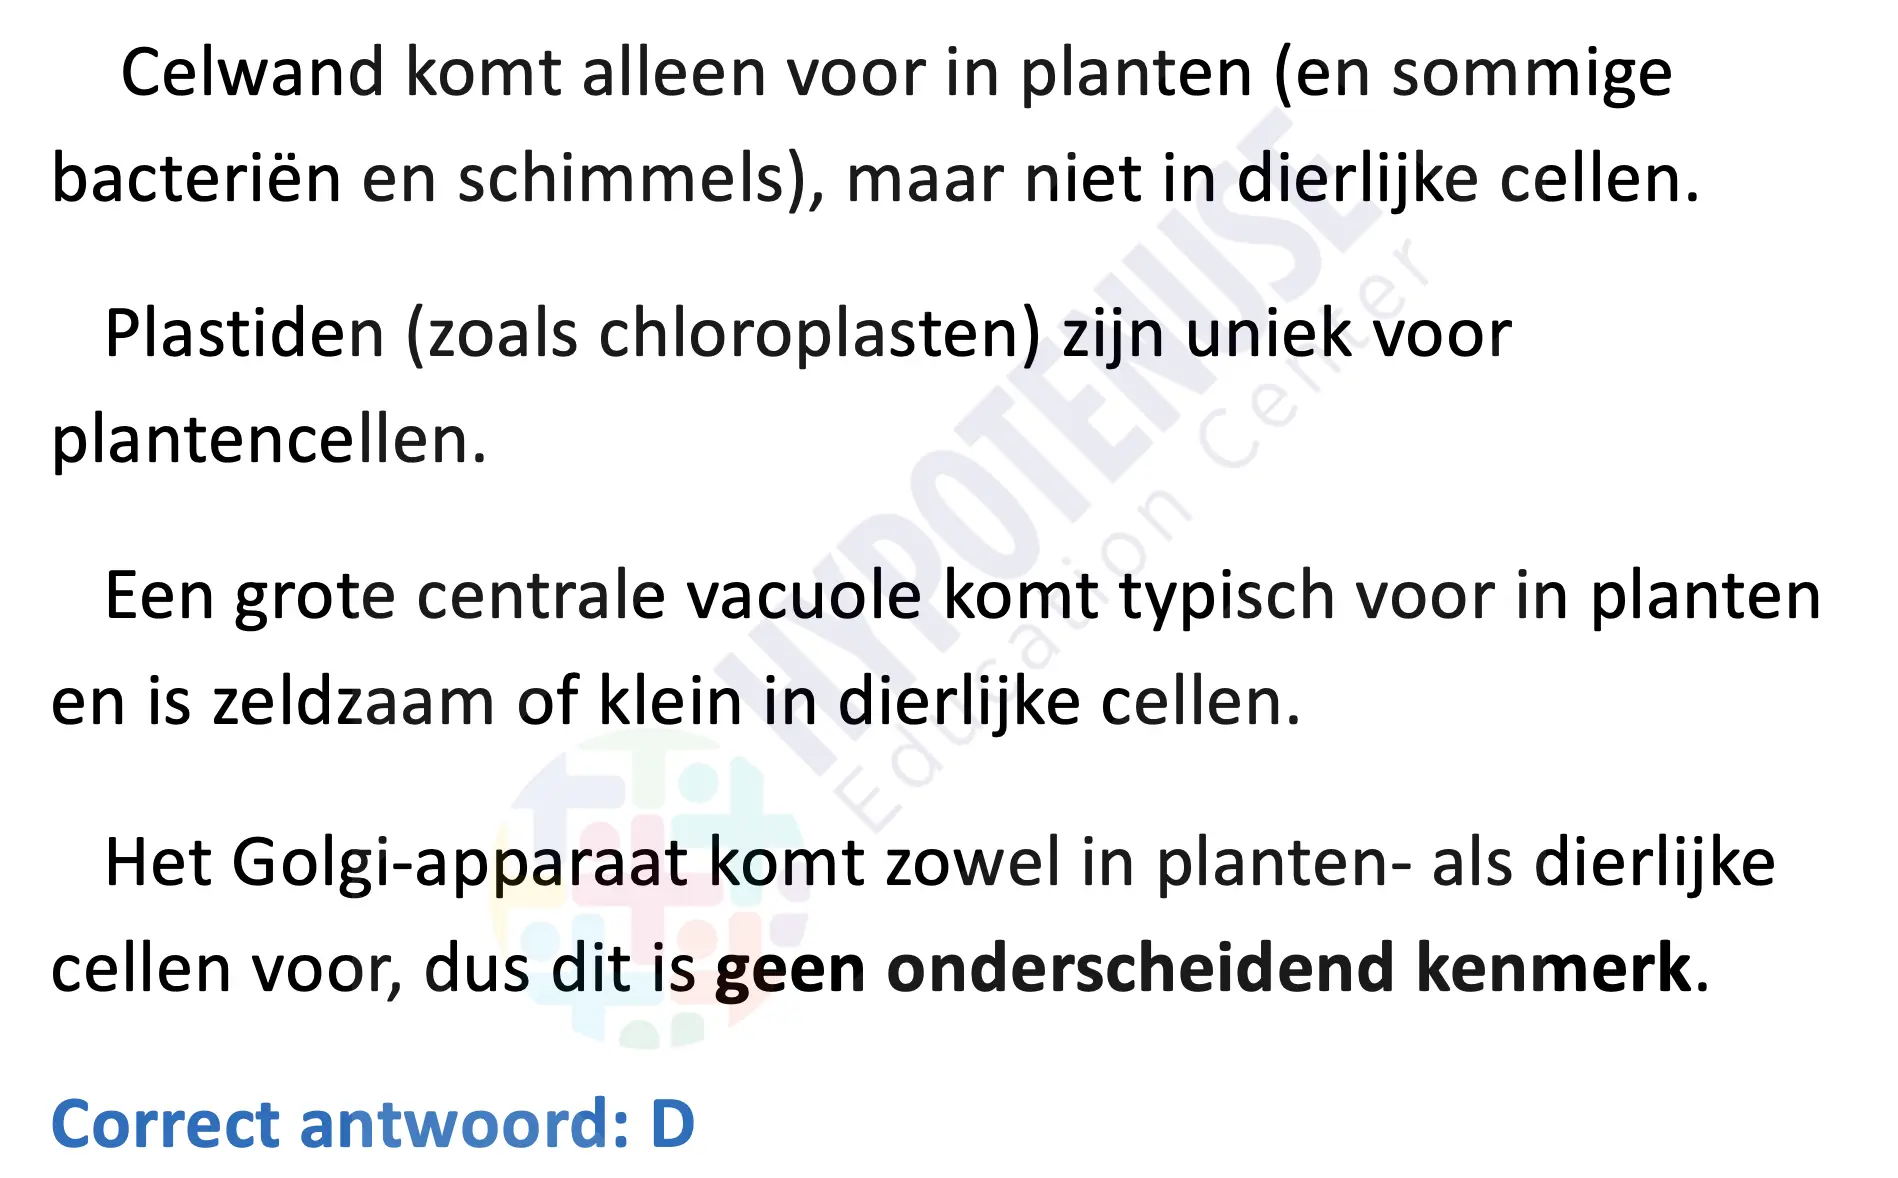 Celwand komt alleen voor in planten (en sommige
bacteriën en schimmels), maar niet in dierlijke cellen.
Plastiden (zoals chloroplasten) zijn uniek voor
plantencellen.
Een grote centrale vacuole komt typisch voor in planten
en is zeldzaam of klein in dierlijke cellen.
Het Golgi-apparaat komt zowel in planten- als dierlijke
cellen voor, dus dit is geen onderscheidend kenmerk.
Correct antwoord: D
HYPOTENUSE
Education Center